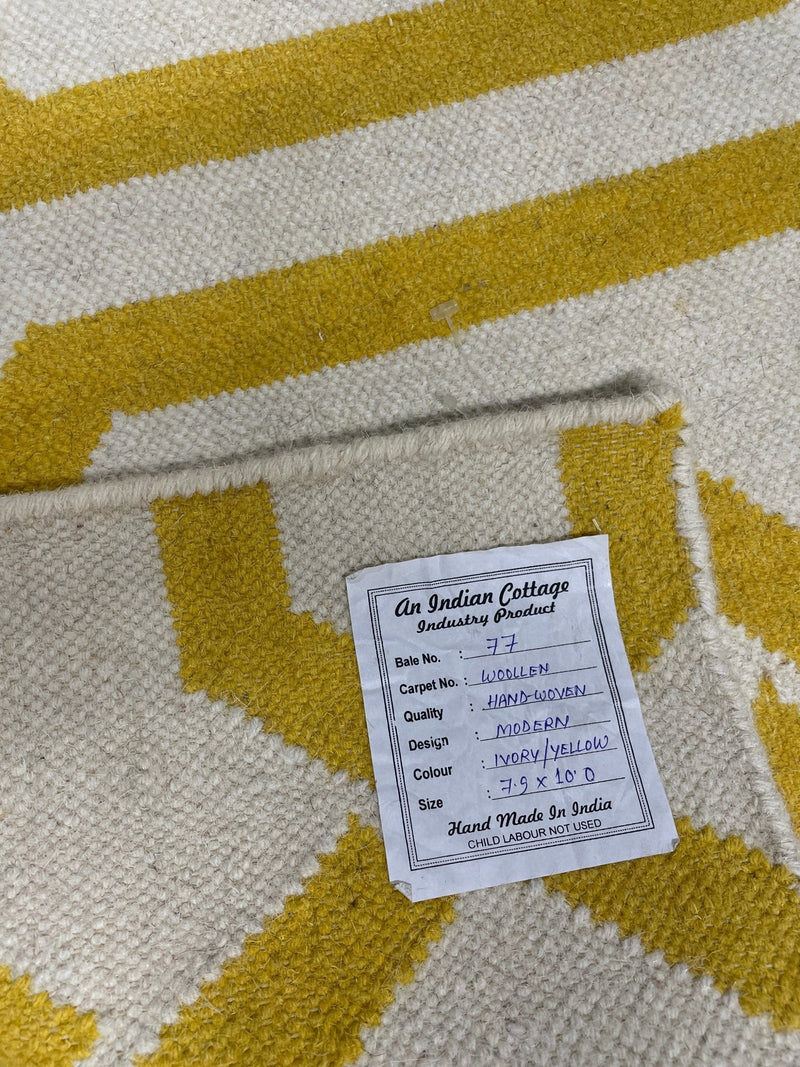 An Indian Cottage
Industry Product
Bale No. : 77
Carpet No. : WOOLLEN
Quality : HAND-WOVEN
Design : MODERN
Colour : IVORY/YELLOW
Size : 7.9 x 10.0
Hand Made In India
CHILD LABOUR NOT USED